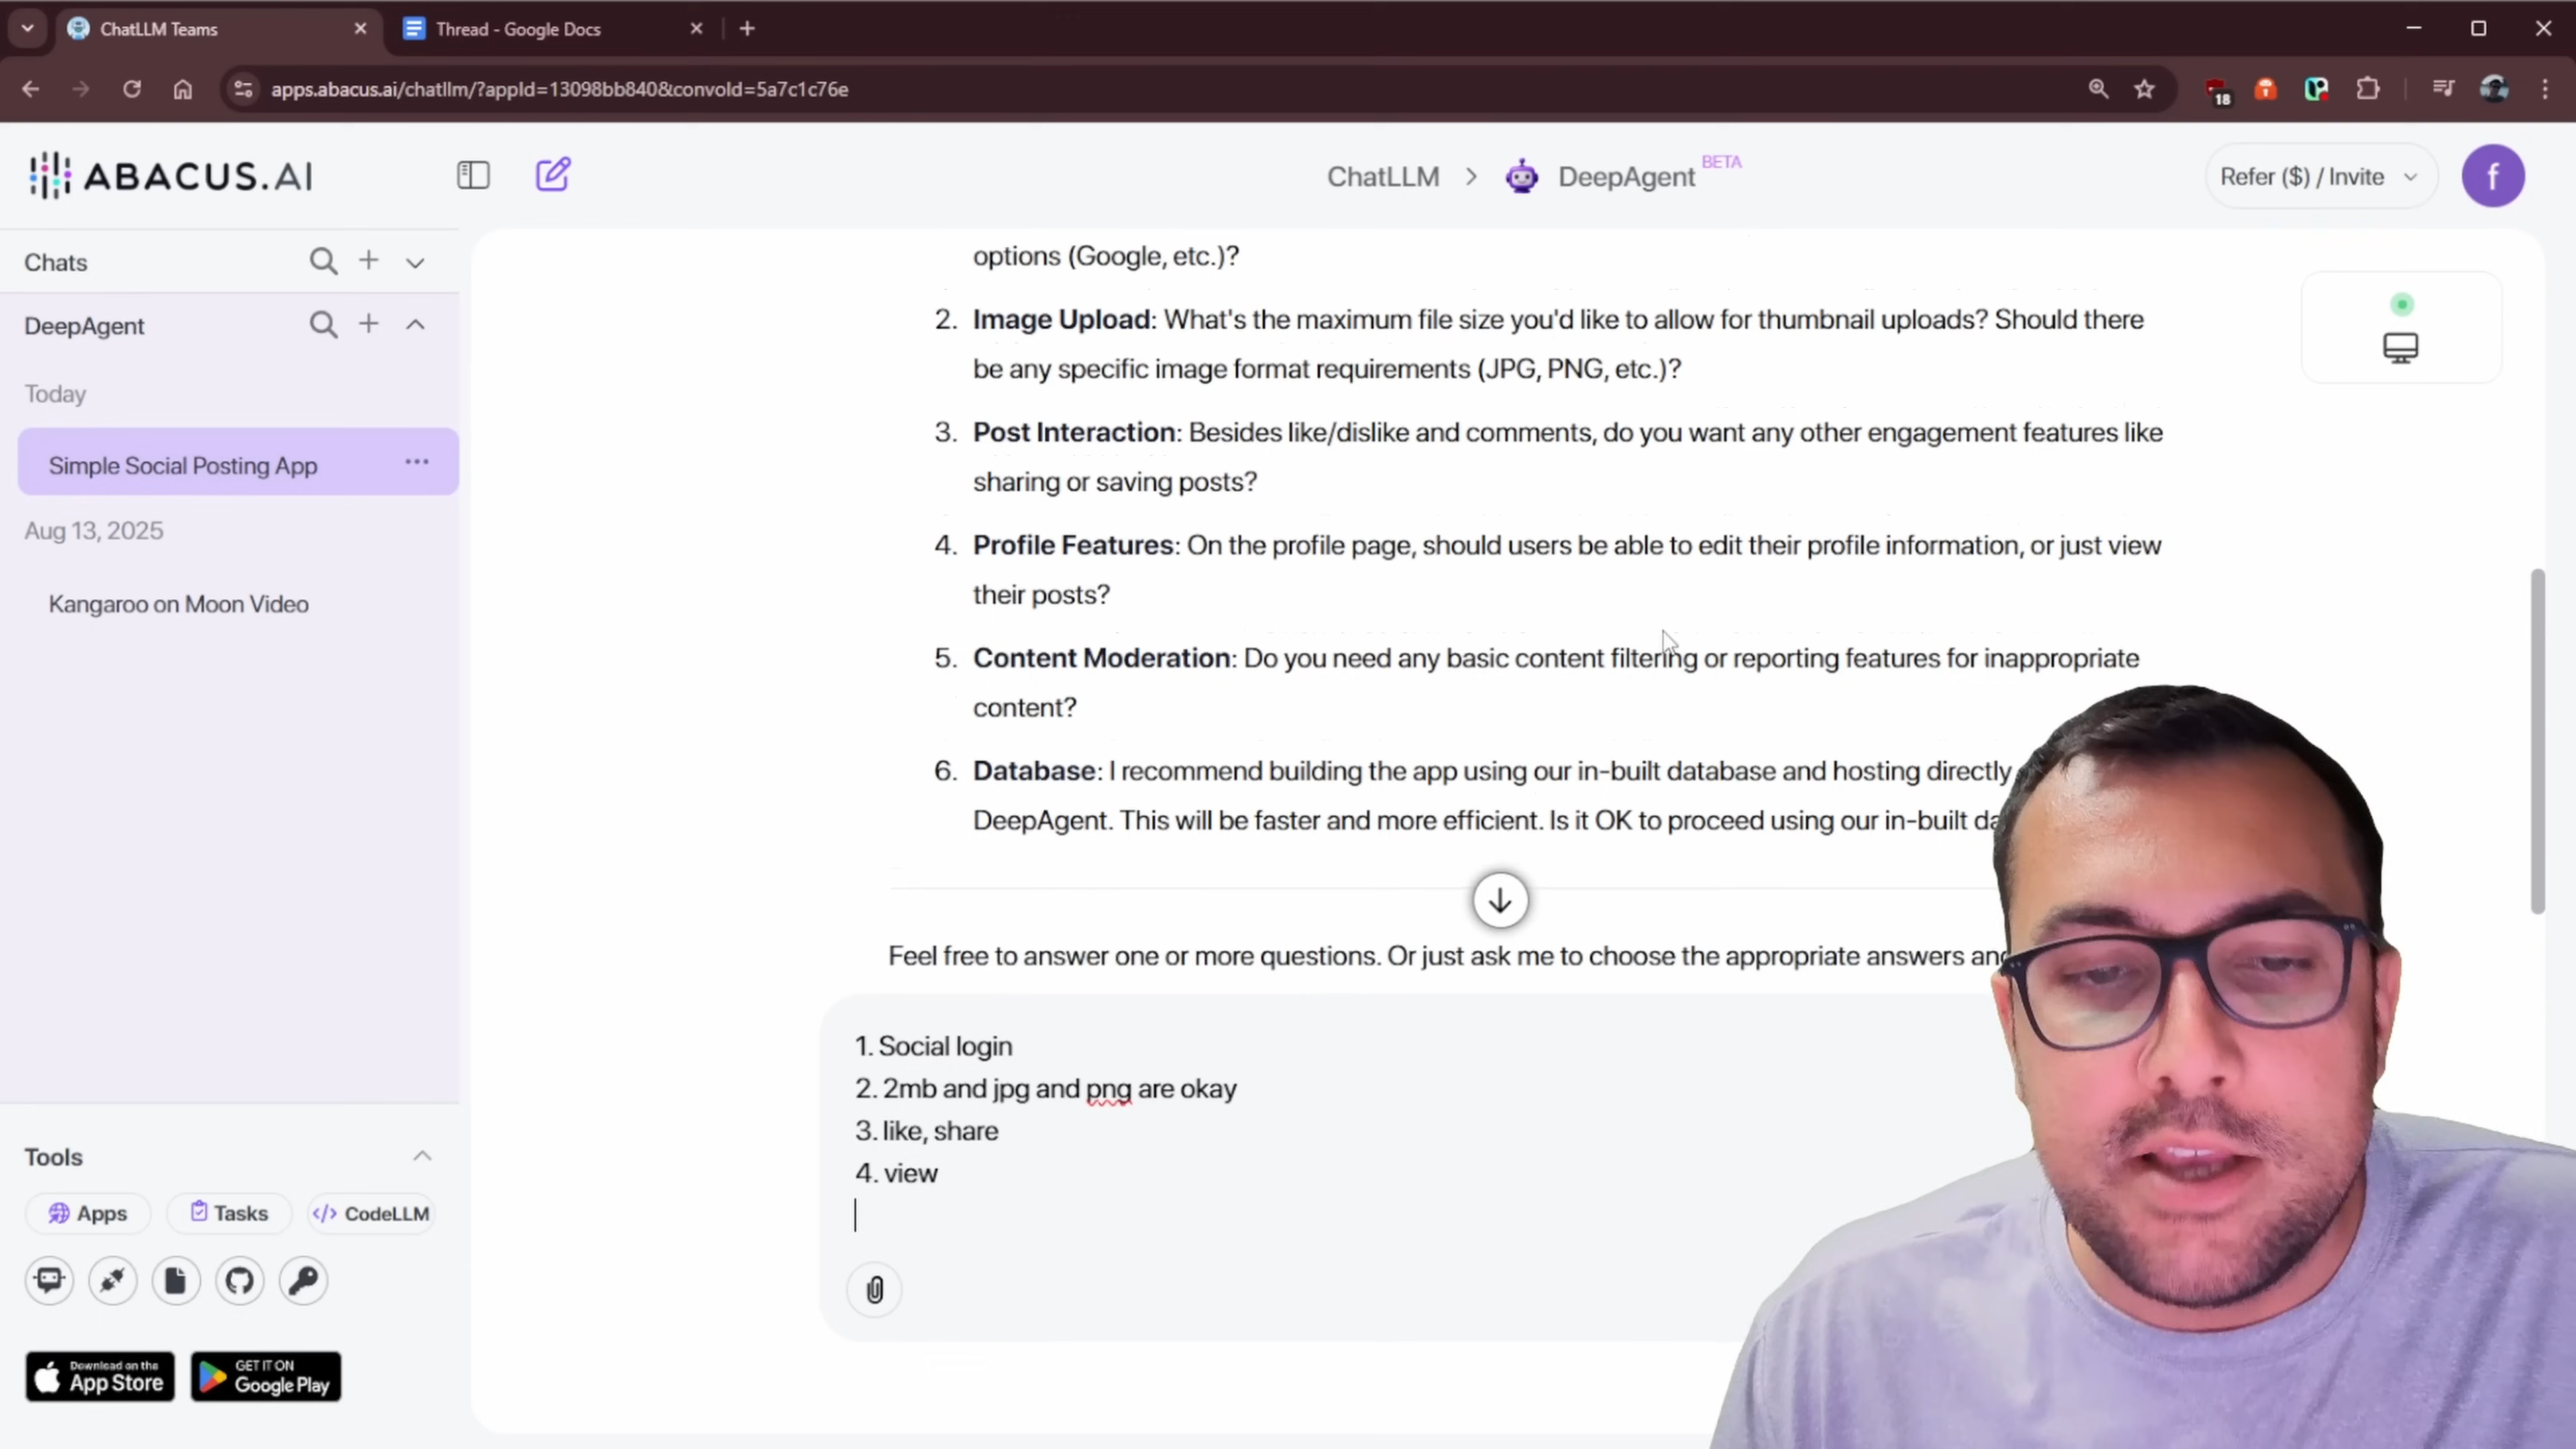 ChatLLM Teams
Thread - Google Docs
apps.abacus.ai/chatllm/?appId=13098bb840&convoId=5a7c1c76e
18
ABACUS.AI
ChatLLM > DeepAgent BETA
Refer ($) / Invite
f
Chats
DeepAgent
Today
Simple Social Posting App
Aug 13, 2025
Kangaroo on Moon Video
Tools
Apps
Tasks
</> CodeLLM
Download on the
App Store
GET IT ON
Google Play
options (Google, etc.)?
2. Image Upload: What's the maximum file size you'd like to allow for thumbnail uploads? Should there
be any specific image format requirements (JPG, PNG, etc.)?
3. Post Interaction: Besides like/dislike and comments, do you want any other engagement features like
sharing or saving posts?
4. Profile Features: On the profile page, should users be able to edit their profile information, or just view
their posts?
5. Content Moderation: Do you need any basic content filtering or reporting features for inappropriate
content?
6. Database: I recommend building the app using our in-built database and hosting directly
DeepAgent. This will be faster and more efficient. Is it OK to proceed using our in-built
Feel free to answer one or more questions. Or just ask me to choose the appropriate answers
1. Social login
2. 2mb and jpg and png are okay
3. like, share
4. view